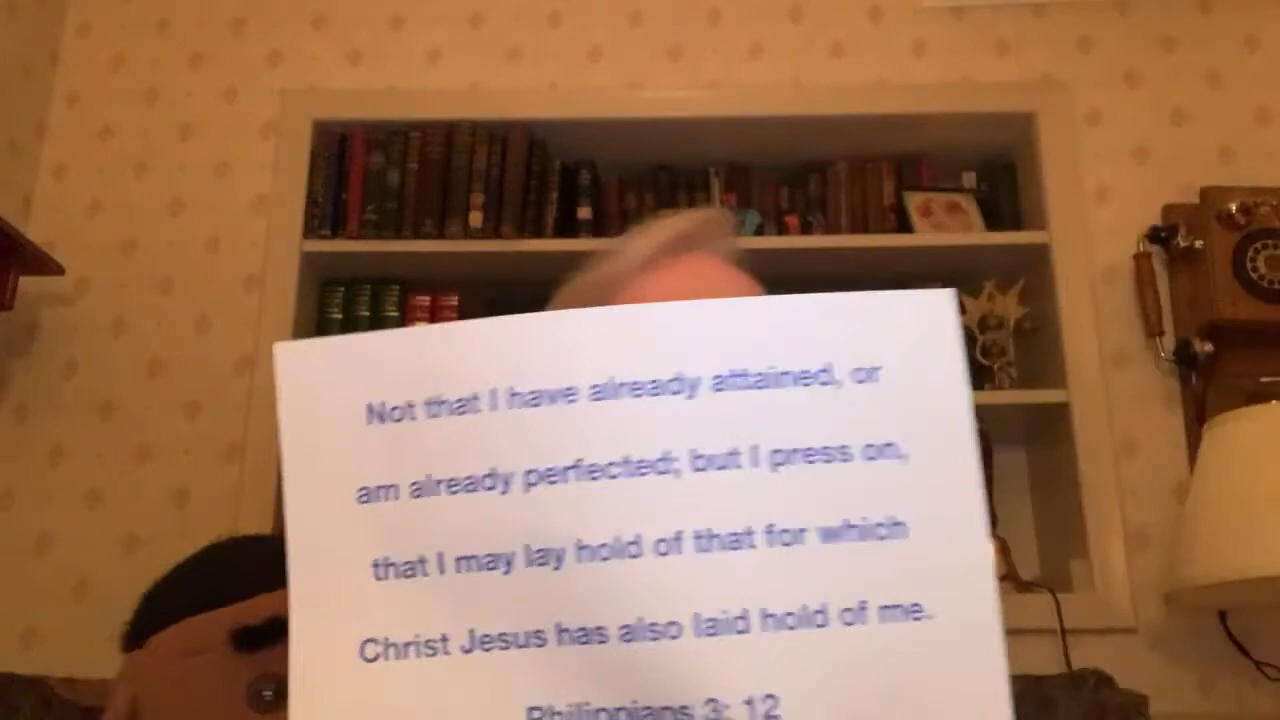 Not that I have already attained, or
am already perfected; but I press on,
that I may lay hold of that for which
Christ Jesus has also laid hold of me.
Philippians 3: 12